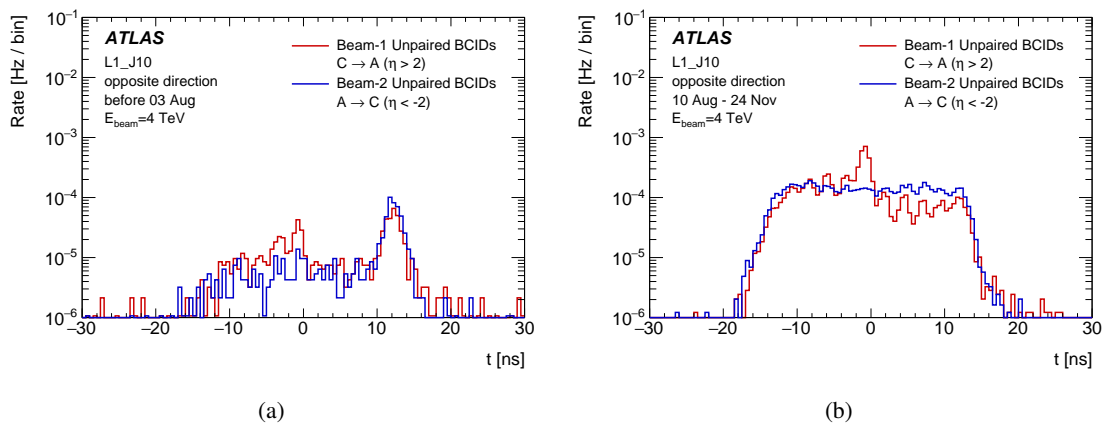 Rate [Hz / bin]
10⁻¹
10⁻²
10⁻³
10⁻⁴
10⁻⁵
10⁻⁶
ATLAS
L1_J10
opposite direction
before 03 Aug
E_beam=4 TeV
Beam-1 Unpaired BCIDs
C → A (η > 2)
Beam-2 Unpaired BCIDs
A → C (η < -2)
−30 −20 −10 0 10 20 30
t [ns]
(a)
Rate [Hz / bin]
10⁻¹
10⁻²
10⁻³
10⁻⁴
10⁻⁵
10⁻⁶
ATLAS
L1_J10
opposite direction
10 Aug - 24 Nov
E_beam=4 TeV
Beam-1 Unpaired BCIDs
C → A (η > 2)
Beam-2 Unpaired BCIDs
A → C (η < -2)
−30 −20 −10 0 10 20 30
t [ns]
(b)